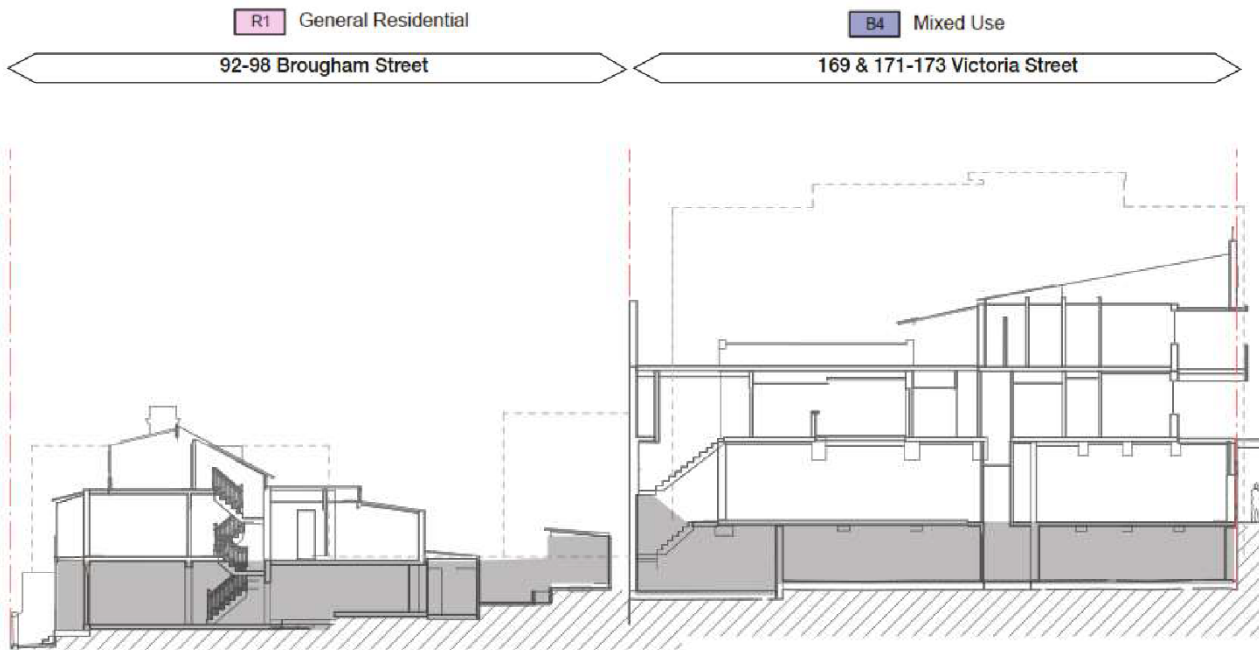 R1 General Residential
B4 Mixed Use
92-98 Brougham Street
169 & 171-173 Victoria Street